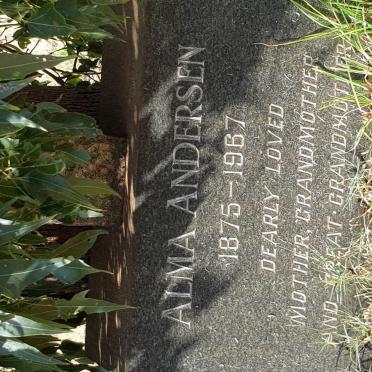 ALMA ANDERSEN
1875-1967
DEARLY LOVED
MOTHER, GRANDMOTHER
AND GREAT GRANDMOTHER